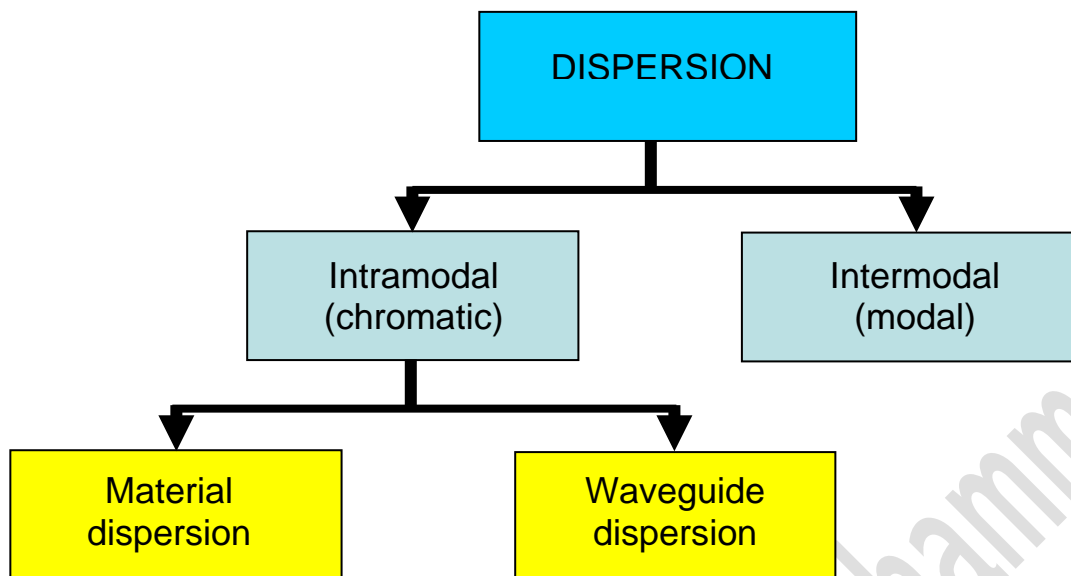 DISPERSION
Intramodal
(chromatic)
Intermodal
(modal)
Material
dispersion
Waveguide
dispersion